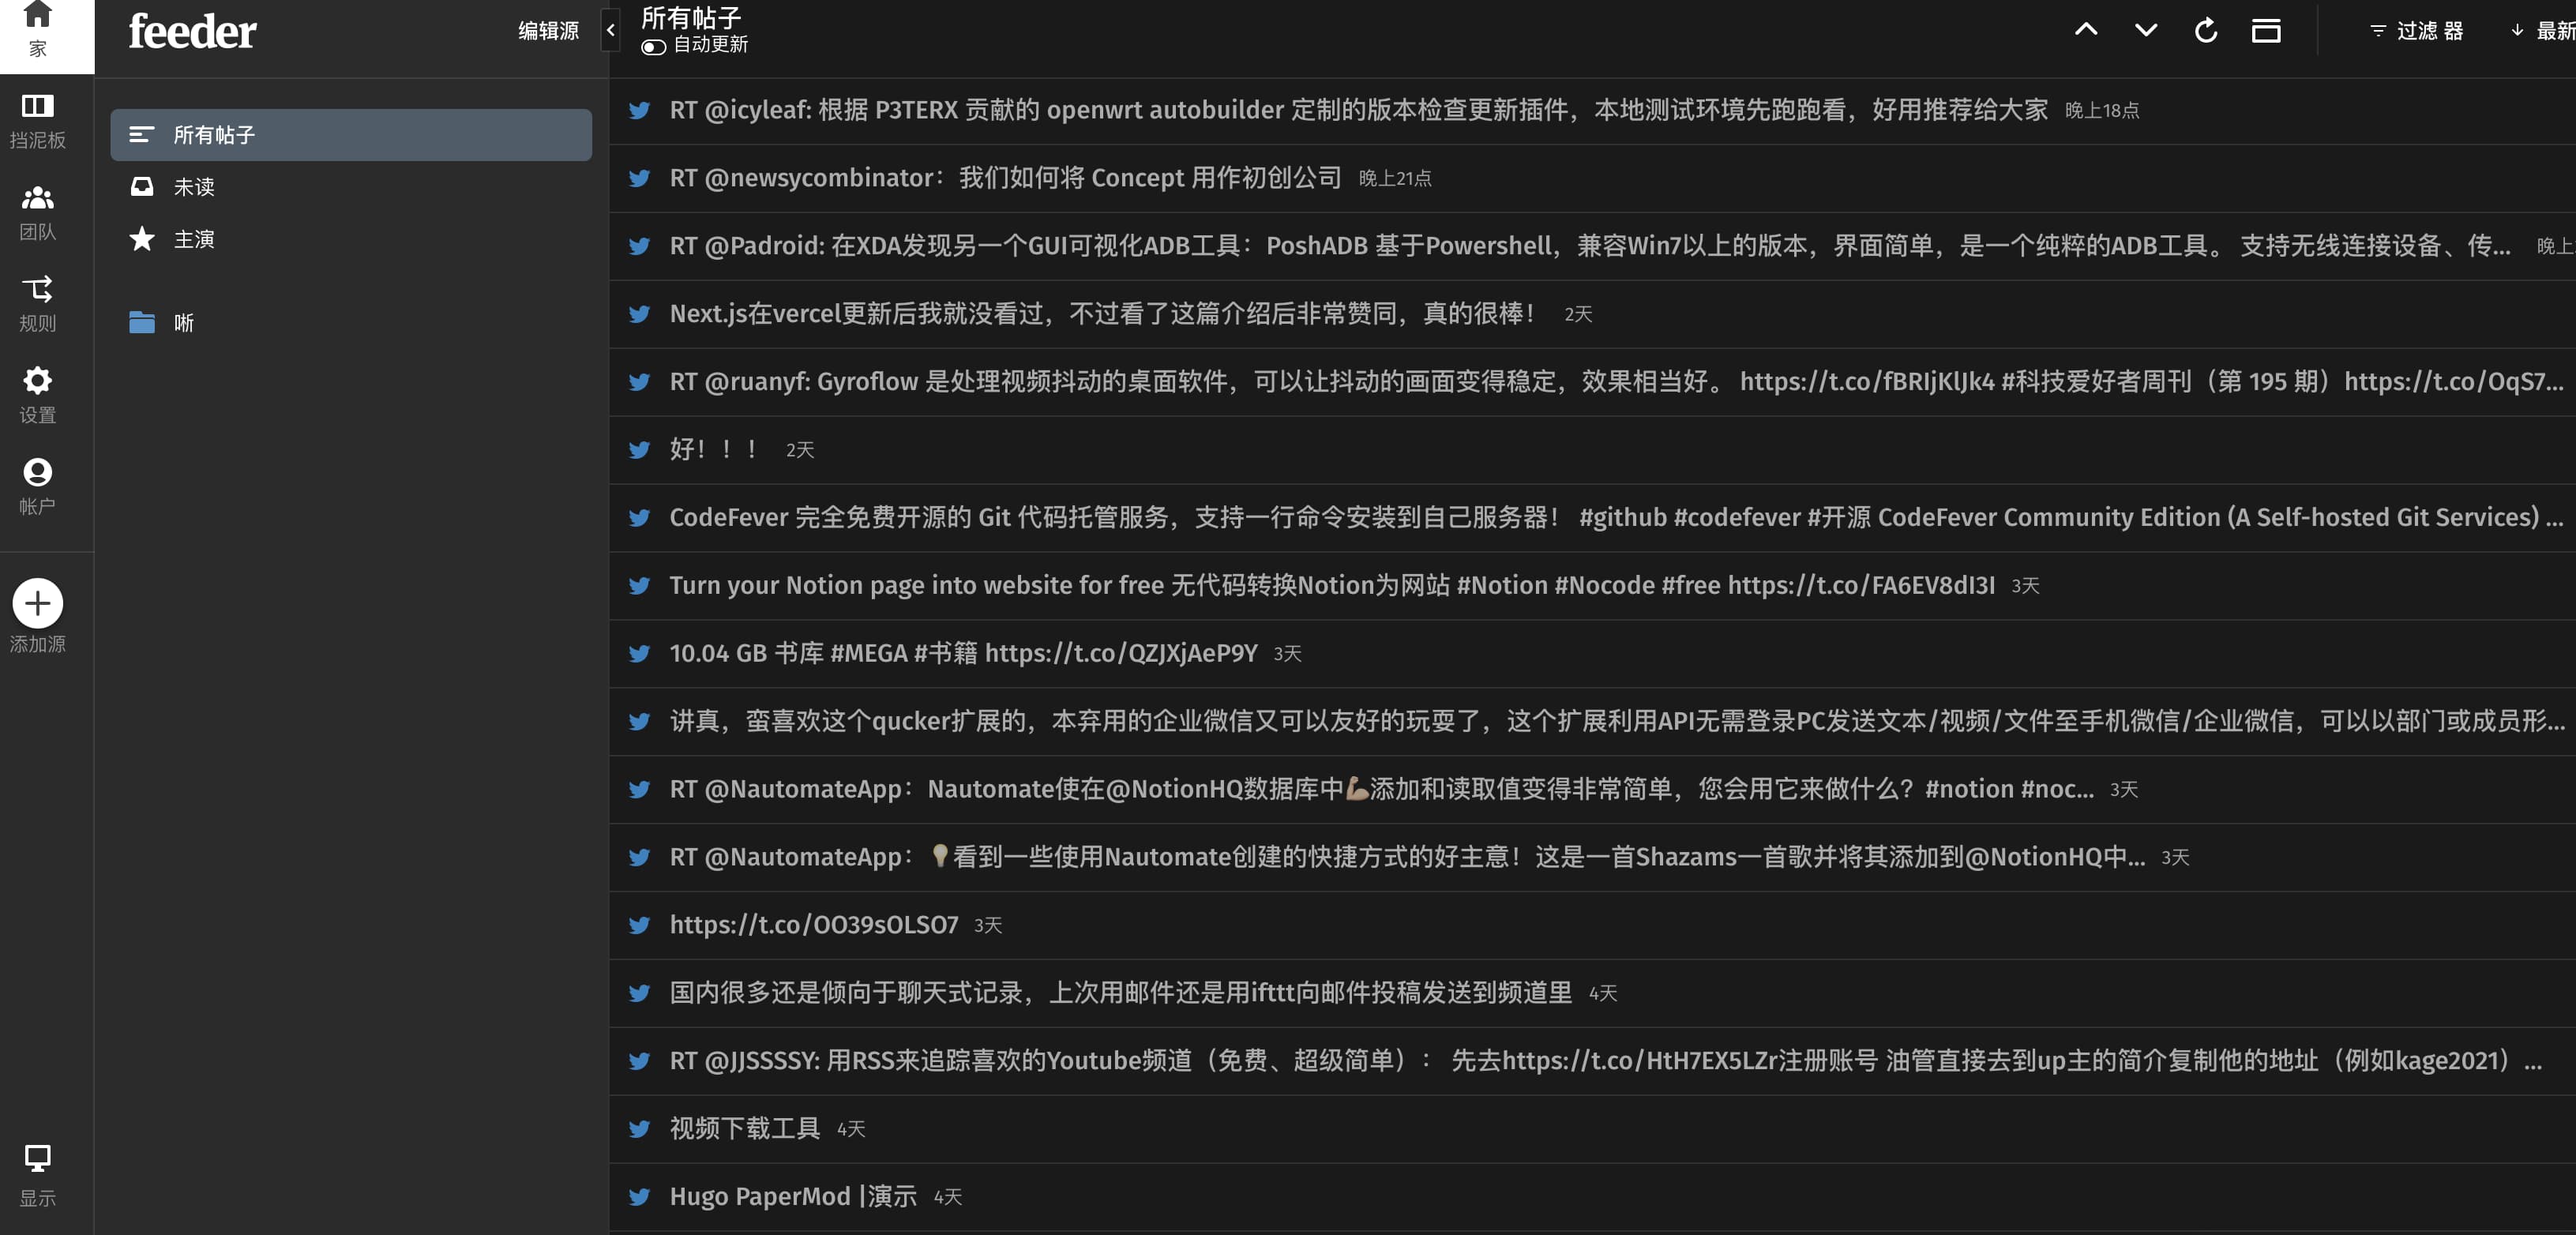 家
挡泥板
团队
规则
设置
帐户
添加源
显示
feeder
编辑源
所有帖子
未读
主演
唽
所有帖子
自动更新
过滤 器
最新
RT @icyleaf: 根据 P3TERX 贡献的 openwrt autobuilder 定制的版本检查更新插件，本地测试环境先跑跑看，好用推荐给大家 晚上18点
RT @newsycombinator：我们如何将 Concept 用作初创公司 晚上21点
RT @Padroid: 在XDA发现另一个GUI可视化ADB工具：PoshADB 基于Powershell，兼容Win7以上的版本，界面简单，是一个纯粹的ADB工具。 支持无线连接设备、传... 晚上
Next.js在vercel更新后我就没看过，不过看了这篇介绍后非常赞同，真的很棒！ 2天
RT @ruanyf: Gyroflow 是处理视频抖动的桌面软件，可以让抖动的画面变得稳定，效果相当好。 https://t.co/fBRIjKlJk4 #科技爱好者周刊（第 195 期）https://t.co/OqS7...
好！！！ 2天
CodeFever 完全免费开源的 Git 代码托管服务，支持一行命令安装到自己服务器！ #github #codefever #开源 CodeFever Community Edition (A Self-hosted Git Services) ...
Turn your Notion page into website for free 无代码转换Notion为网站 #Notion #Nocode #free https://t.co/FA6EV8dI3I 3天
10.04 GB 书库 #MEGA #书籍 https://t.co/QZJXjAeP9Y 3天
讲真，蛮喜欢这个qucker扩展的，本弃用的企业微信又可以友好的玩耍了，这个扩展利用API无需登录PC发送文本/视频/文件至手机微信/企业微信，可以以部门或成员形...
RT @NautomateApp：Nautomate使在@NotionHQ数据库中💪🏽添加和读取值变得非常简单，您会用它来做什么？#notion #noc... 3天
RT @NautomateApp：💡看到一些使用Nautomate创建的快捷方式的好主意！这是一首Shazams一首歌并将其添加到@NotionHQ中... 3天
https://t.co/OO39sOLSO7 3天
国内很多还是倾向于聊天式记录，上次用邮件还是用ifttt向邮件投稿发送到频道里 4天
RT @JJSSSSY: 用RSS来追踪喜欢的Youtube频道（免费、超级简单）： 先去https://t.co/HtH7EX5LZr注册账号 油管直接去到up主的简介复制他的地址（例如kage2021）...
视频下载工具 4天
Hugo PaperMod |演示 4天